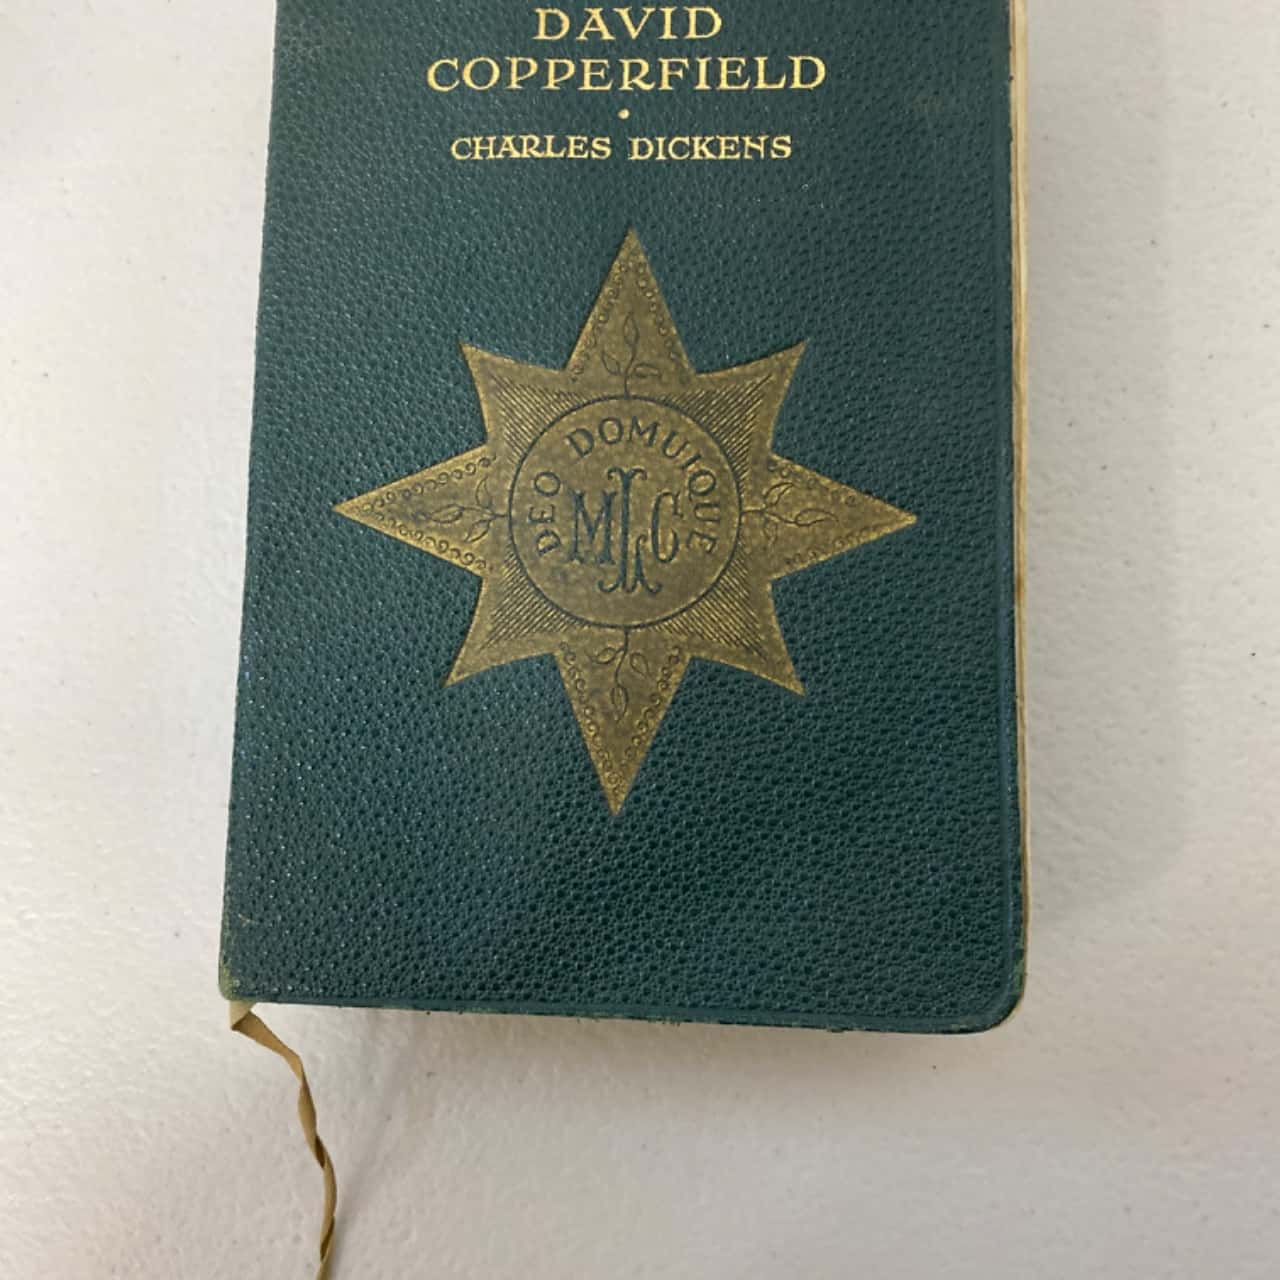 DAVID
COPPERFIELD
·
CHARLES DICKENS
DEO DOMUIQUE
MLC